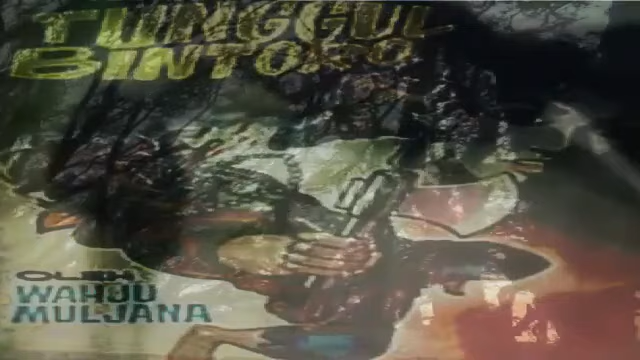 TUNGGUL
BINTORO
OLEH
WAHJU
MULJANA